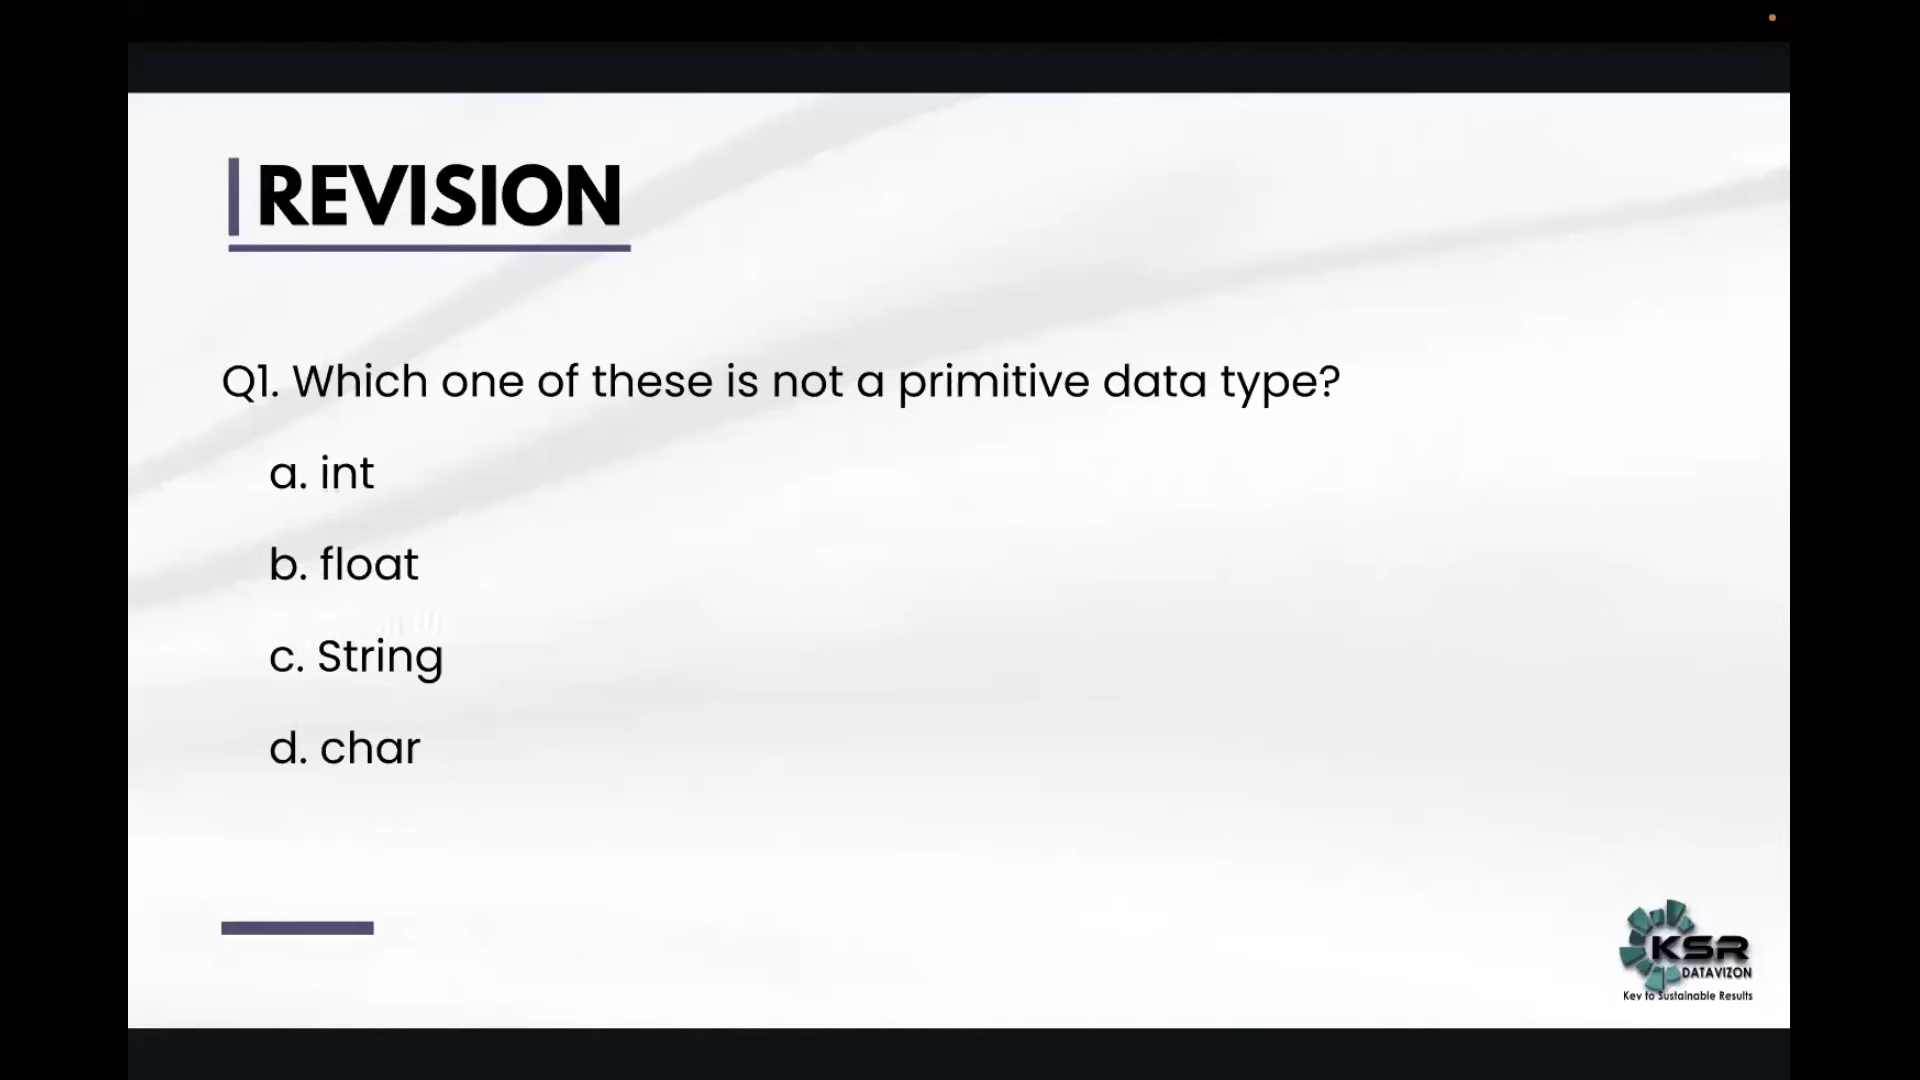 REVISION
Q1. Which one of these is not a primitive data type?
a. int
b. float
c. String
d. char
KSR
DATAVIZON
Key to Sustainable Results